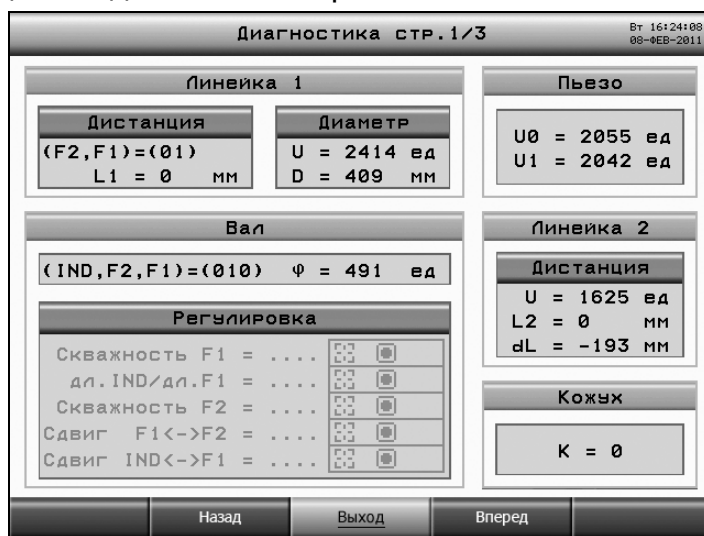 Диагностика стр.1/3
Вт 16:24:08
08-ФЕВ-2011
Линейка 1
Дистанция
(F2,F1)=(01)
L1 = 0 мм
Диаметр
U = 2414 ед
D = 409 мм
Пьезо
U0 = 2055 ед
U1 = 2042 ед
Вал
(IND,F2,F1)=(010) φ = 491 ед
Регулировка
Скважность F1 = ....
дл.IND/дл.F1 = ....
Скважность F2 = ....
Сдвиг F1<->F2 = ....
Сдвиг IND<->F1 = ....
Линейка 2
Дистанция
U = 1625 ед
L2 = 0 мм
dL = -193 мм
Кожух
K = 0
Назад
Выход
Вперед